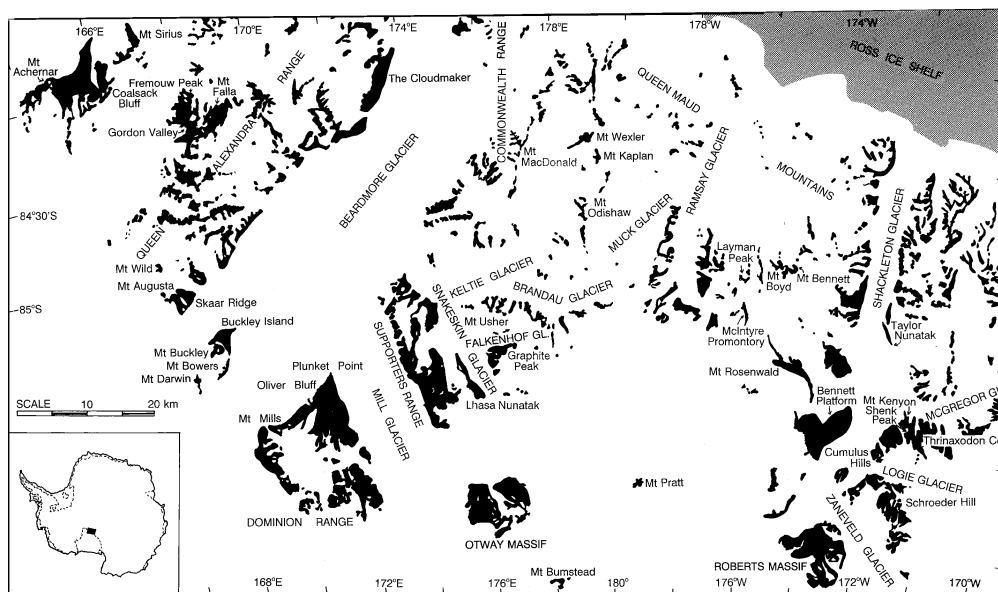 166°E
170°E
174°E
178°W
174°W
Mt Sirius
Mt
Achernar
Coalsack
Bluff
Fremouw Peak
Mt
Falla
Gordon Valley
QUEEN ALEXANDRA RANGE
The Cloudmaker
BEARDMORE GLACIER
COMMONWEALTH RANGE
QUEEN MAUD
MOUNTAINS
ROSS ICE SHELF
Mt Wexler
Mt Kaplan
Mt
MacDonald
Mt
Odishaw
MUCK GLACIER
RAMSAY GLACIER
84°30'S
Mt Wild
Mt Augusta
Skaar Ridge
85°S
Buckley Island
Mt Buckley
Mt Bowers
Mt Darwin
KELTIE GLACIER
BRANDAU GLACIER
SNAKESKIN GLACIER
Mt Usher
FALKENHOF GL.
Graphite
Peak
Lhasa Nunatak
SUPPORTERS RANGE
MILL GLACIER
Plunket Point
Oliver Bluff
Mt Mills
DOMINION RANGE
Layman
Peak
Mt
Boyd
Mt Bennett
SHACKLETON GLACIER
McIntyre
Promontory
Taylor
Nunatak
Mt Rosenwald
Bennett
Platform
Mt Kenyon
Shenk
Peak
McGREGOR G
Thrinaxodon C
Cumulus
Hills
LOGIE GLACIER
Schroeder Hill
ZANEVELD GLACIER
ROBERTS MASSIF
Mt Pratt
OTWAY MASSIF
Mt Bumstead
SCALE 10 20 km
168°E
172°E
176°E
180°
176°W
172°W
170°W